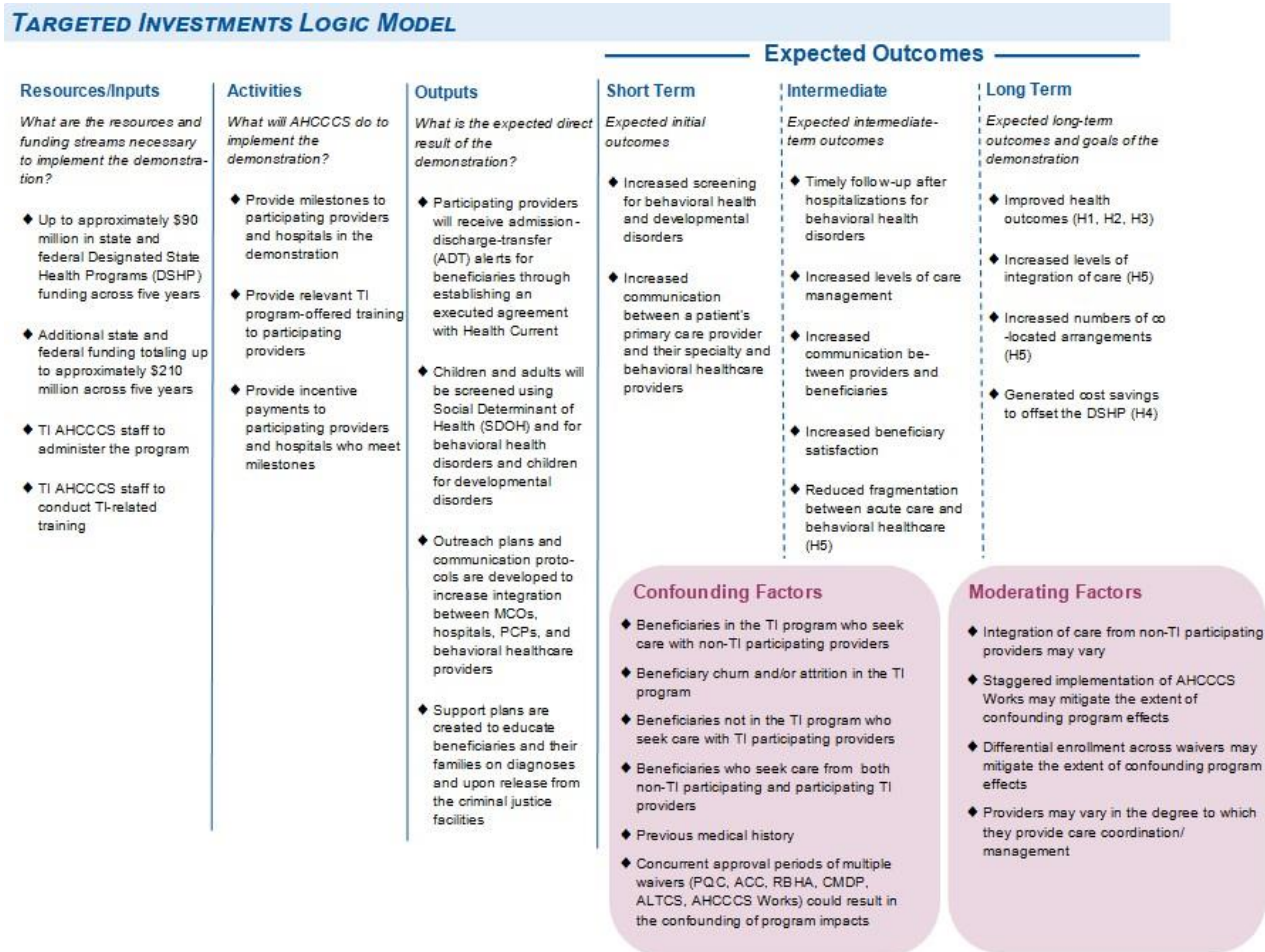 TARGETED INVESTMENTS LOGIC MODEL
Expected Outcomes
Resources/Inputs
What are the resources and
funding streams necessary
to implement the demonstra-
tion?
◆ Up to approximately $90
million in state and
federal Designated State
Health Programs (DSHP)
funding across five years
◆ Additional state and
federal funding totaling up
to approximately $210
million across five years
◆ TI AHCCCS staff to
administer the program
◆ TI AHCCCS staff to
conduct TI-related
training
Activities
What will AHCCCS do to
implement the
demonstration?
◆ Provide milestones to
participating providers
and hospitals in the
demonstration
◆ Provide relevant TI
program-offered training
to participating
providers
◆ Provide incentive
payments to
participating providers
and hospitals who meet
milestones
Outputs
What is the expected direct
result of the
demonstration?
◆ Participating providers
will receive admission-
discharge-transfer
(ADT) alerts for
beneficiaries through
establishing an
executed agreement
with Health Current
◆ Children and adults will
be screened using
Social Determinant of
Health (SDOH) and for
behavioral health
disorders and children
for developmental
disorders
◆ Outreach plans and
communication proto-
cols are developed to
increase integration
between MCOs,
hospitals, PCPs, and
behavioral healthcare
providers
◆ Support plans are
created to educate
beneficiaries and their
families on diagnoses
and upon release from
the criminal justice
facilities
Short Term
Expected initial
outcomes
◆ Increased screening
for behavioral health
and developmental
disorders
◆ Increased
communication
between a patient's
primary care provider
and their specialty and
behavioral healthcare
providers
Intermediate
Expected intermediate-
term outcomes
◆ Timely follow-up after
hospitalizations for
behavioral health
disorders
◆ Increased levels of care
management
◆ Increased
communication be-
tween providers and
beneficiaries
◆ Increased beneficiary
satisfaction
◆ Reduced fragmentation
between acute care and
behavioral healthcare
(H5)
Long Term
Expected long-term
outcomes and goals of the
demonstration
◆ Improved health
outcomes (H1, H2, H3)
◆ Increased levels of
integration of care (H5)
◆ Increased numbers of co
-located arrangements
(H5)
◆ Generated cost savings
to offset the DSHP (H4)
Confounding Factors
◆ Beneficiaries in the TI program who seek
care with non-TI participating providers
◆ Beneficiary churn and/or attrition in the TI
program
◆ Beneficiaries not in the TI program who
seek care with TI participating providers
◆ Beneficiaries who seek care from both
non-TI participating and participating TI
providers
◆ Previous medical history
◆ Concurrent approval periods of multiple
waivers (PQC, ACC, RBHA, CMDP,
ALTCS, AHCCCS Works) could result in
the confounding of program impacts
Moderating Factors
◆ Integration of care from non-TI participating
providers may vary
◆ Staggered implementation of AHCCCS
Works may mitigate the extent of
confounding program effects
◆ Differential enrollment across waivers may
mitigate the extent of confounding program
effects
◆ Providers may vary in the degree to which
they provide care coordination/
management